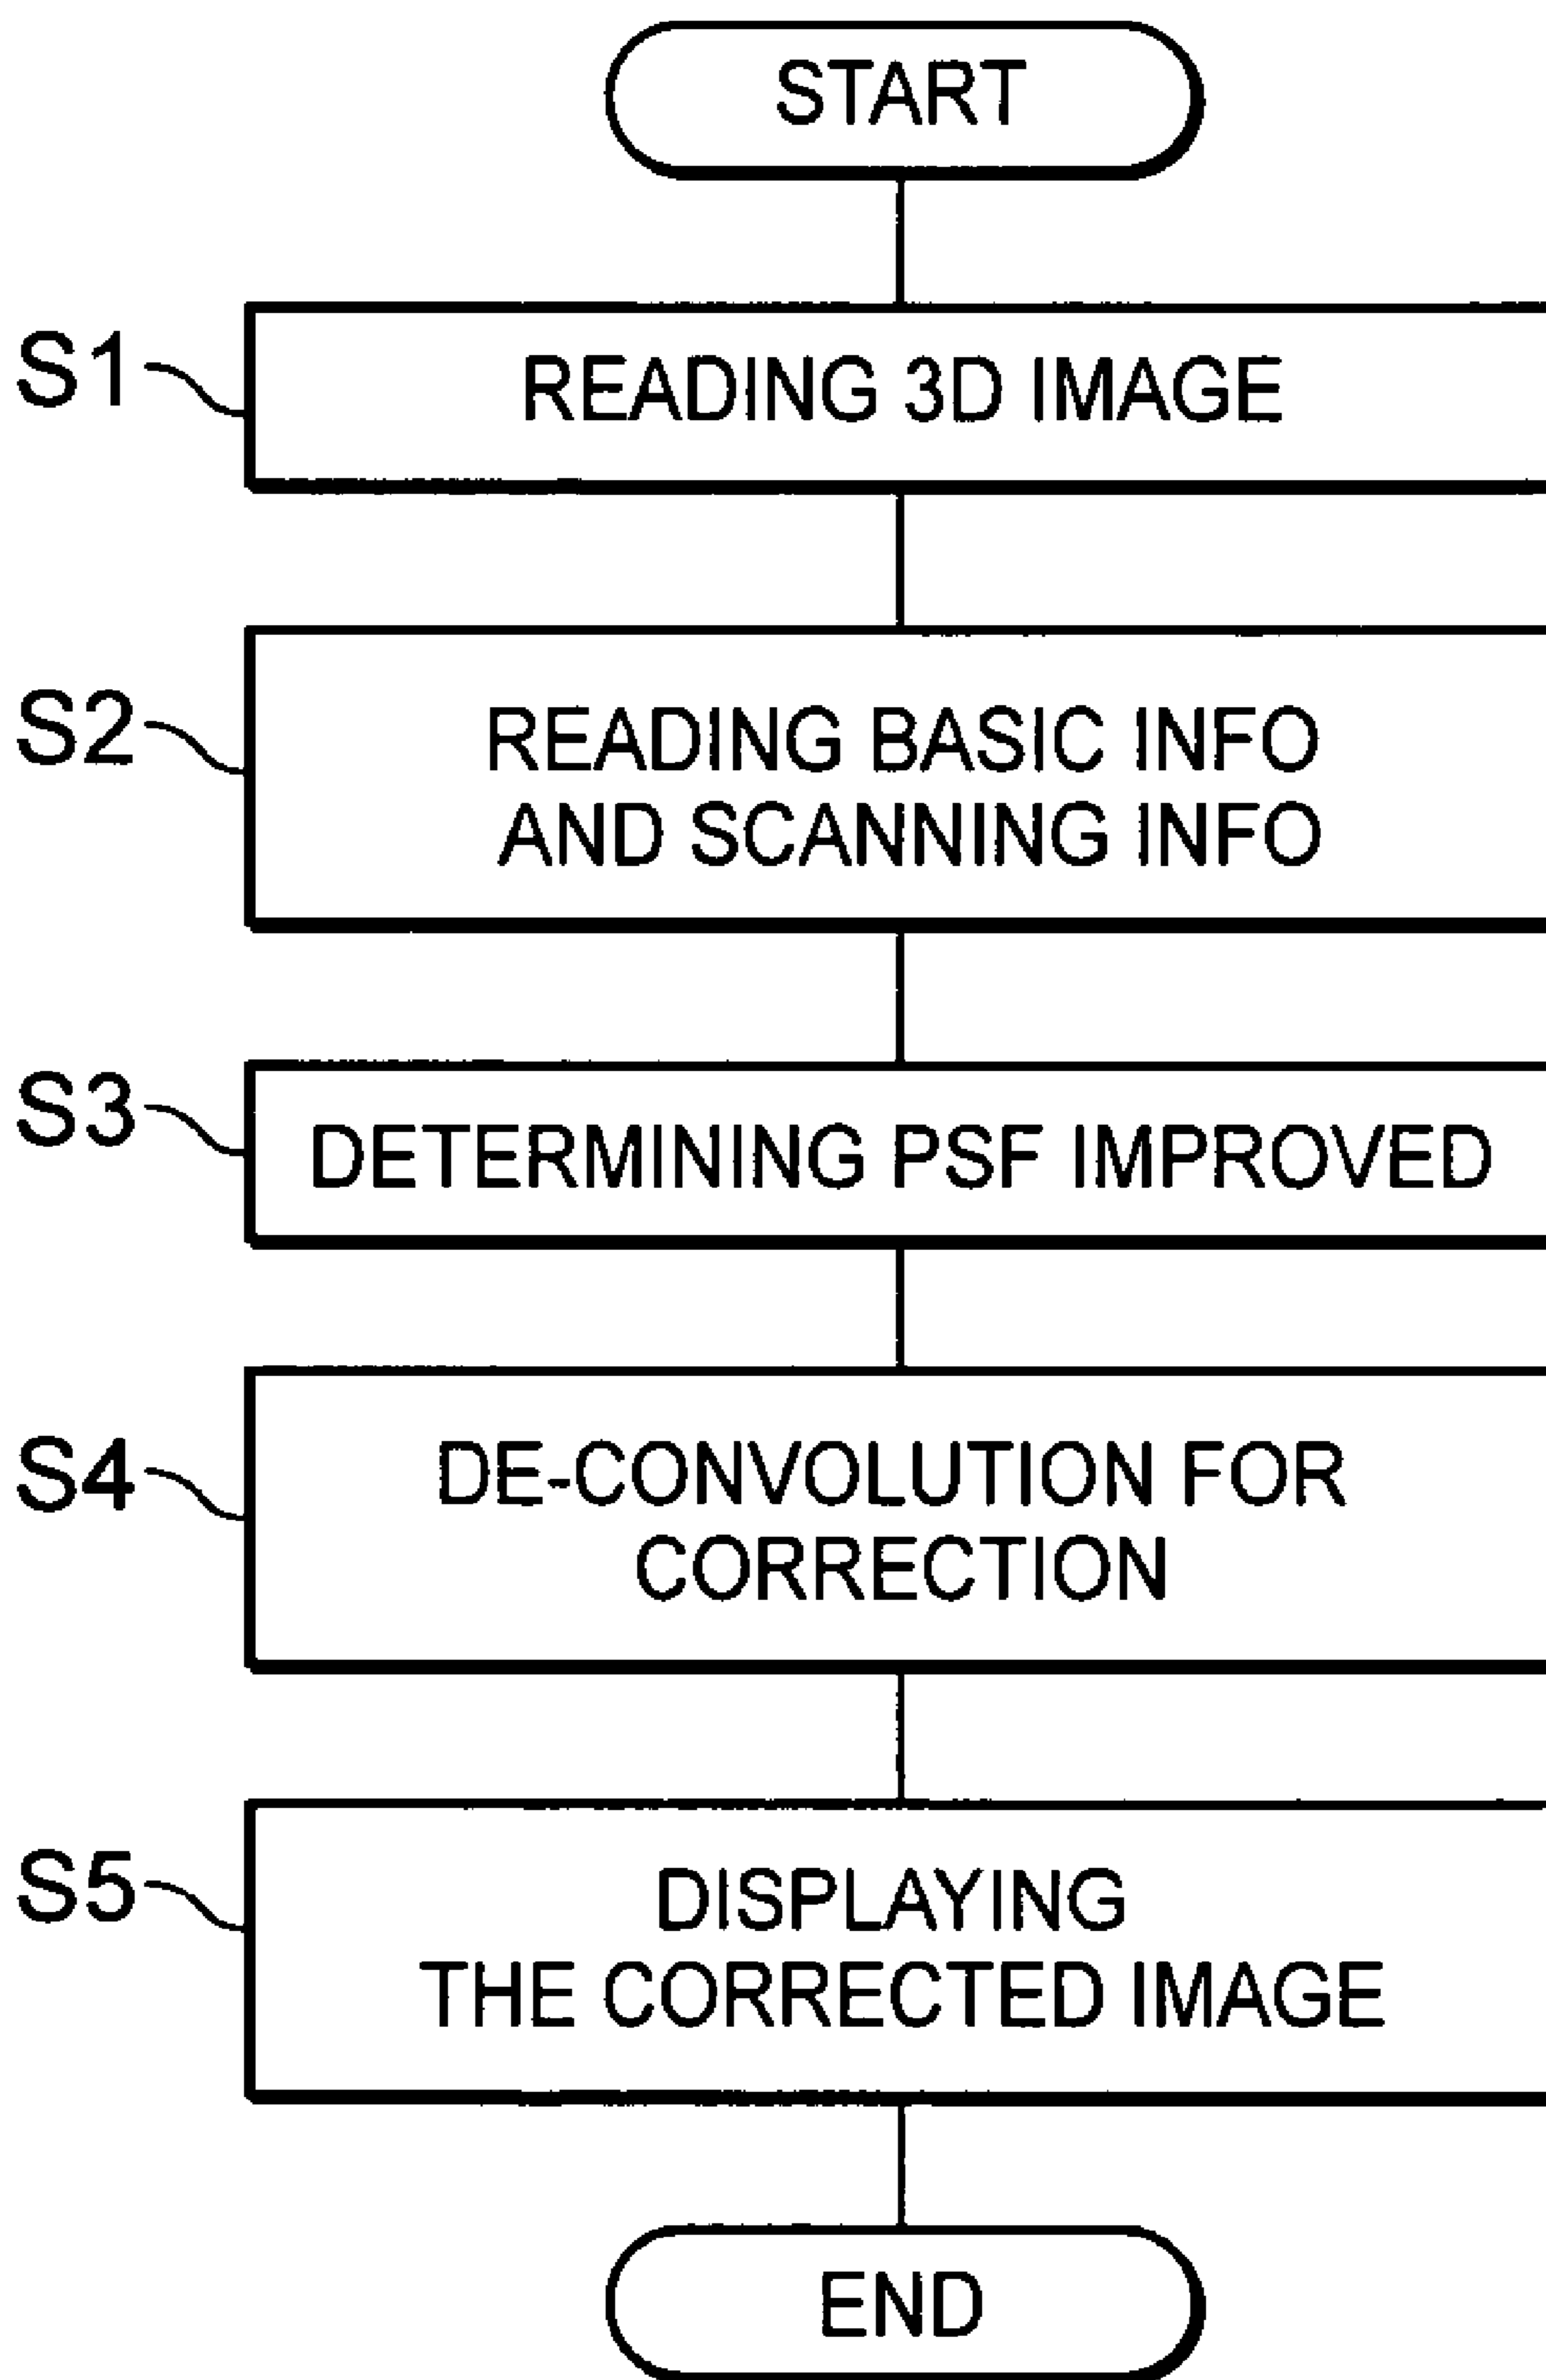 START
S1
READING 3D IMAGE
S2
READING BASIC INFO
AND SCANNING INFO
S3
DETERMINING PSF IMPROVED
S4
DE-CONVOLUTION FOR
CORRECTION
S5
DISPLAYING
THE CORRECTED IMAGE
END